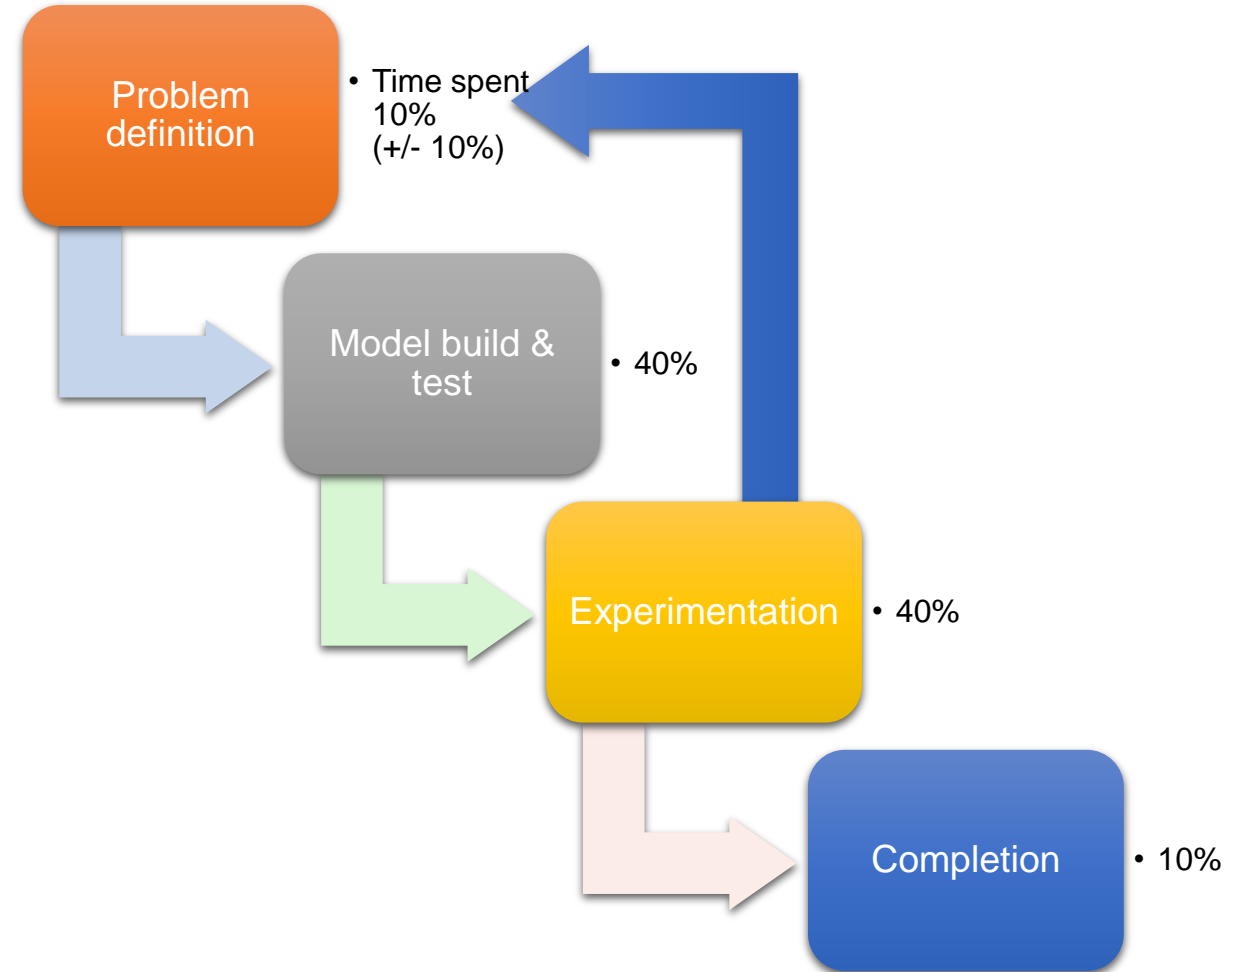 Problem
definition
• Time spent
10%
(+/- 10%)
Model build &
test
• 40%
Experimentation
• 40%
Completion
• 10%